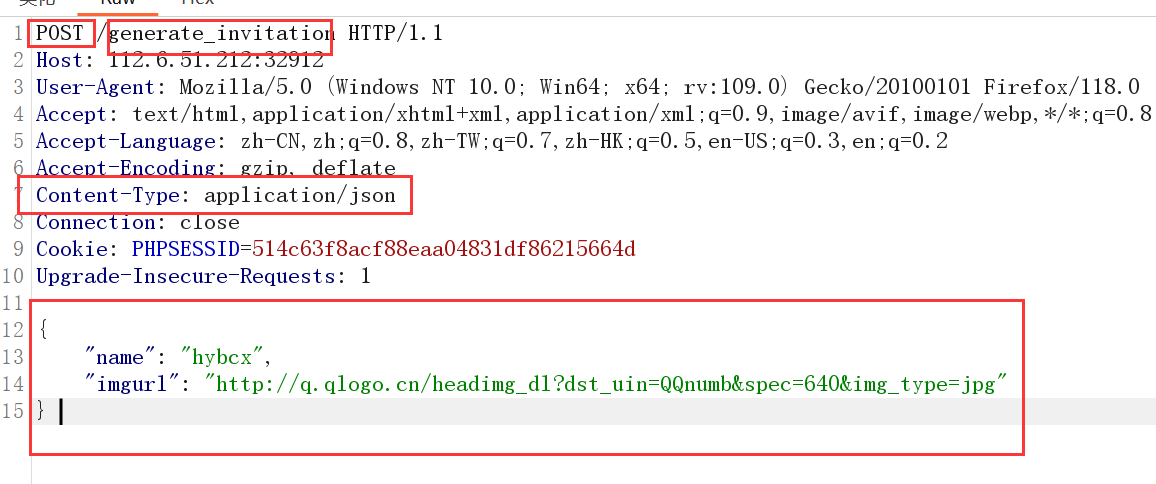 Raw Hex
1 POST /generate_invitation HTTP/1.1
2 Host: 112.6.51.212:32912
3 User-Agent: Mozilla/5.0 (Windows NT 10.0; Win64; x64; rv:109.0) Gecko/20100101 Firefox/118.0
4 Accept: text/html,application/xhtml+xml,application/xml;q=0.9,image/avif,image/webp,*/*;q=0.8
5 Accept-Language: zh-CN,zh;q=0.8,zh-TW;q=0.7,zh-HK;q=0.5,en-US;q=0.3,en;q=0.2
6 Accept-Encoding: gzip, deflate
7 Content-Type: application/json
8 Connection: close
9 Cookie: PHPSESSID=514c63f8acf88eaa04831df86215664d
10 Upgrade-Insecure-Requests: 1
11
12 {
13 "name": "hybcx",
14 "imgurl": "http://q.qlogo.cn/headimg_dl?dst_uin=QQnumb&spec=640&img_type=jpg"
15 }